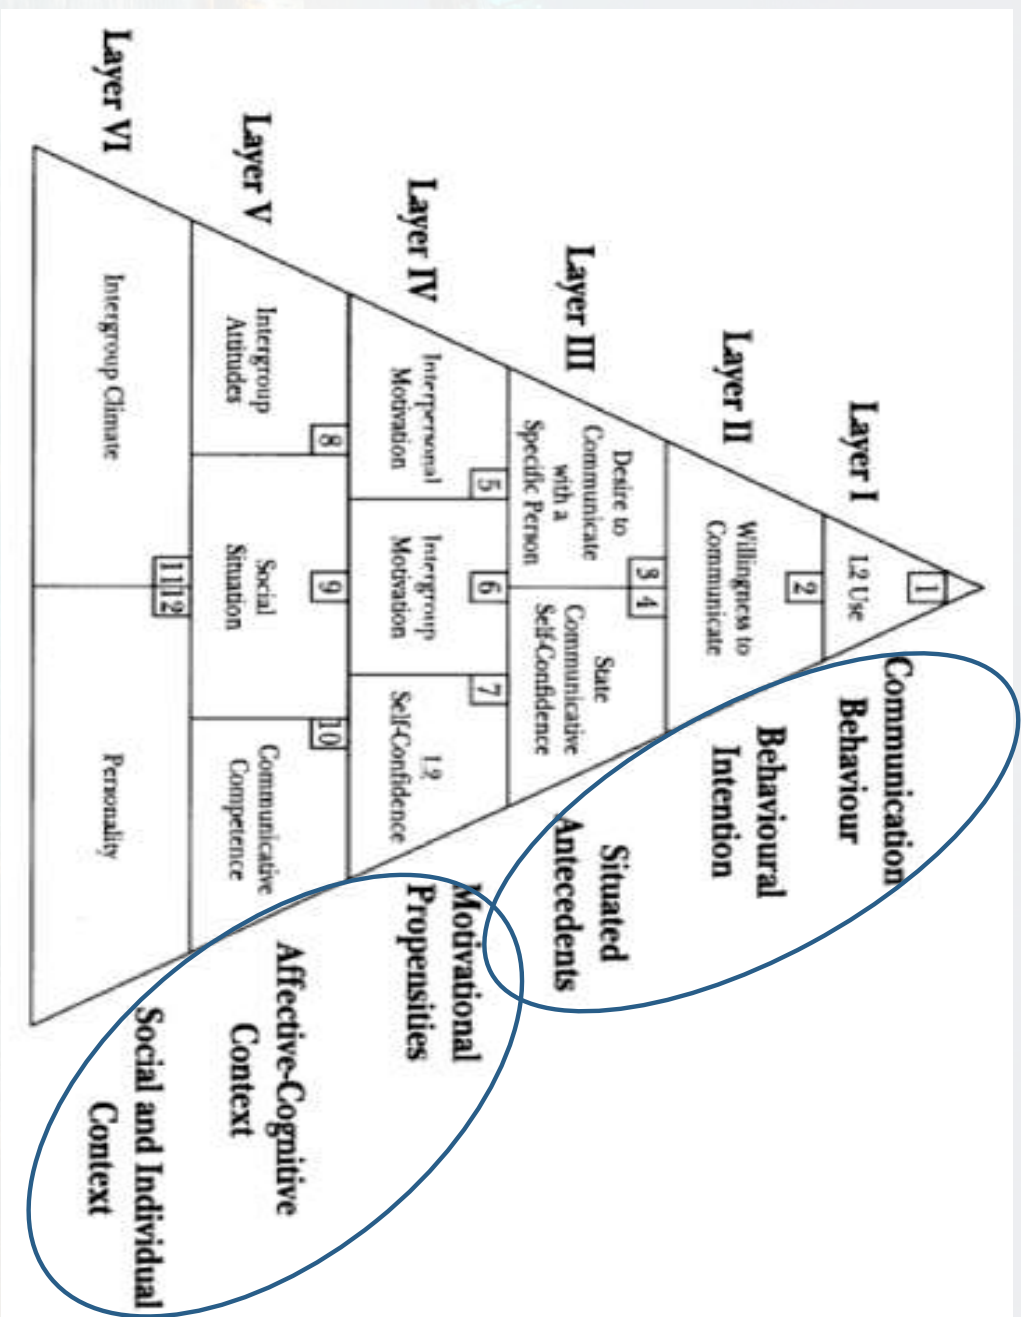 Layer I
1
L2 Use
Communication
Behaviour
Layer II
2
Willingness to
Communicate
Behavioural
Intention
Layer III
3
4
Desire to
Communicate
with a
Specific Person
State
Communicative
Self-Confidence
Situated
Antecedents
Layer IV
5
6
7
Interpersonal
Motivation
Intergroup
Motivation
L2
Self-Confidence
Motivational
Propensities
Layer V
8
9
10
Intergroup
Attitudes
Social
Situation
Communicative
Competence
Affective-Cognitive
Context
Layer VI
11
12
Intergroup Climate
Personality
Social and Individual
Context